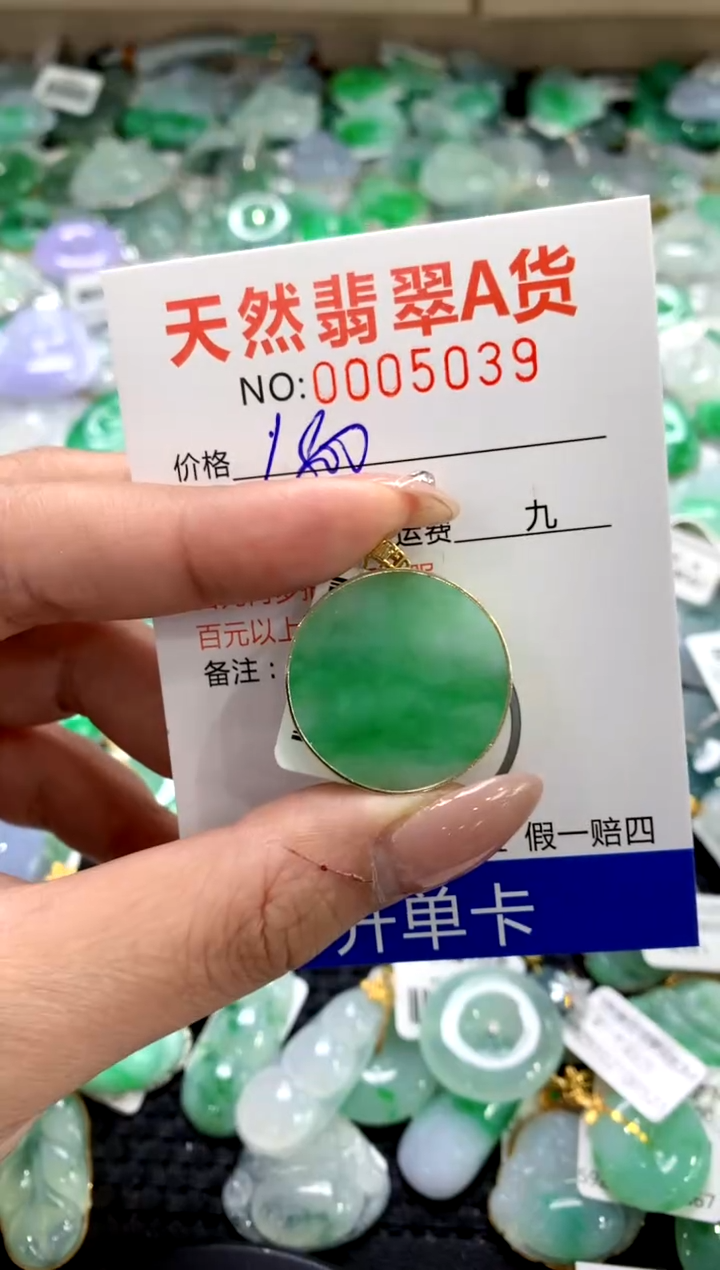 天然翡翠A货
NO:0005039
价格
运费 九
百元以上
备注：
假一赔四
开单卡